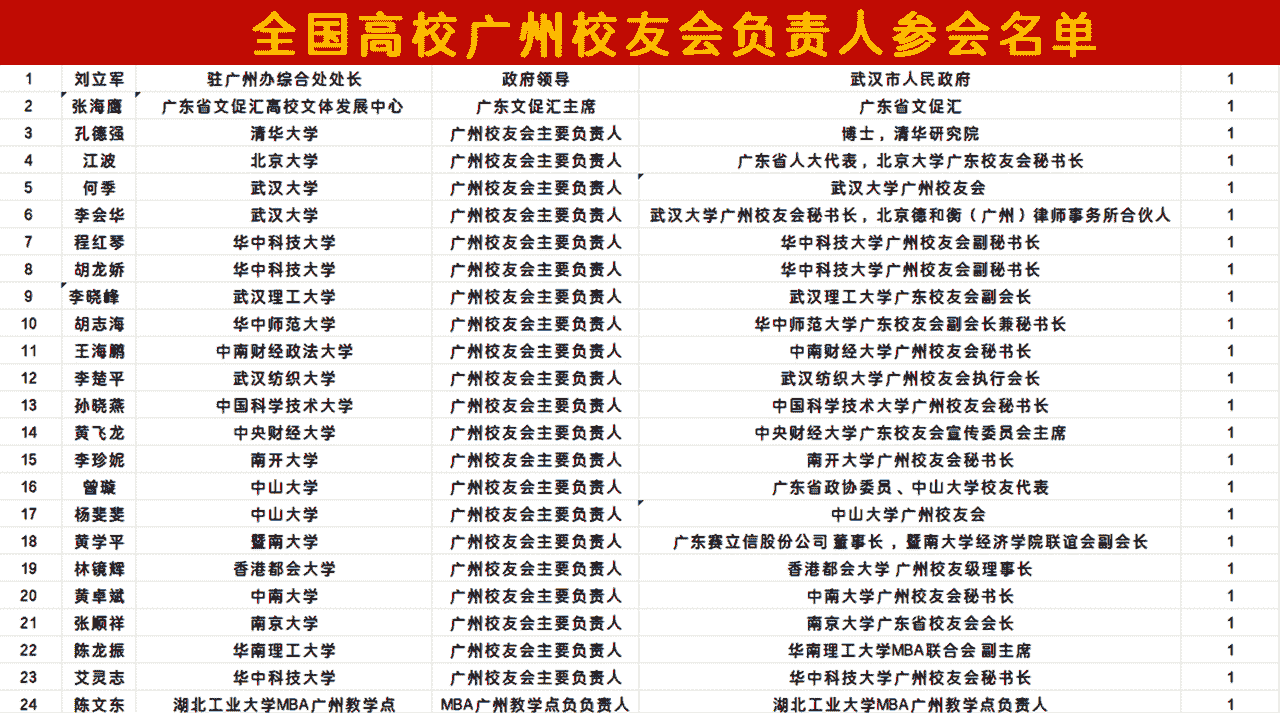 全国高校广州校友会负责人参会名单
1 刘立军 驻广州办综合处处长 政府领导 武汉市人民政府 1
2 张海鹰 广东省文促汇高校文体发展中心 广东文促汇主席 广东省文促汇 1
3 孔德强 清华大学 广州校友会主要负责人 博士，清华研究院 1
4 江波 北京大学 广州校友会主要负责人 广东省人大代表，北京大学广东校友会秘书长 1
5 何季 武汉大学 广州校友会主要负责人 武汉大学广州校友会 1
6 李会华 武汉大学 广州校友会主要负责人 武汉大学广州校友会秘书长，北京德和衡（广州）律师事务所合伙人 1
7 程红琴 华中科技大学 广州校友会主要负责人 华中科技大学广州校友会副秘书长 1
8 胡龙娇 华中科技大学 广州校友会主要负责人 华中科技大学广州校友会副秘书长 1
9 李晓峰 武汉理工大学 广州校友会主要负责人 武汉理工大学广东校友会副会长 1
10 胡志海 华中师范大学 广州校友会主要负责人 华中师范大学广东校友会副会长兼秘书长 1
11 王海鹏 中南财经政法大学 广州校友会主要负责人 中南财经大学广州校友会秘书长 1
12 李楚平 武汉纺织大学 广州校友会主要负责人 武汉纺织大学广州校友会执行会长 1
13 孙晓燕 中国科学技术大学 广州校友会主要负责人 中国科学技术大学广州校友会秘书长 1
14 黄飞龙 中央财经大学 广州校友会主要负责人 中央财经大学广东校友会宣传委员会主席 1
15 李珍妮 南开大学 广州校友会主要负责人 南开大学广州校友会秘书长 1
16 曾璇 中山大学 广州校友会主要负责人 广东省政协委员、中山大学校友代表 1
17 杨斐斐 中山大学 广州校友会主要负责人 中山大学广州校友会 1
18 黄学平 暨南大学 广州校友会主要负责人 广东赛立信股份公司 董事长，暨南大学经济学院联谊会副会长 1
19 林镜辉 香港都会大学 广州校友会主要负责人 香港都会大学 广州校友级理事长 1
20 黄卓斌 中南大学 广州校友会主要负责人 中南大学广州校友会秘书长 1
21 张顺祥 南京大学 广州校友会主要负责人 南京大学广东省校友会会长 1
22 陈龙振 华南理工大学 广州校友会主要负责人 华南理工大学MBA联合会 副主席 1
23 艾灵志 华中科技大学 广州校友会主要负责人 华中科技大学广州校友会秘书长 1
24 陈文东 湖北工业大学MBA广州教学点 MBA广州教学点负负责人 湖北工业大学MBA广州教学点负责人 1